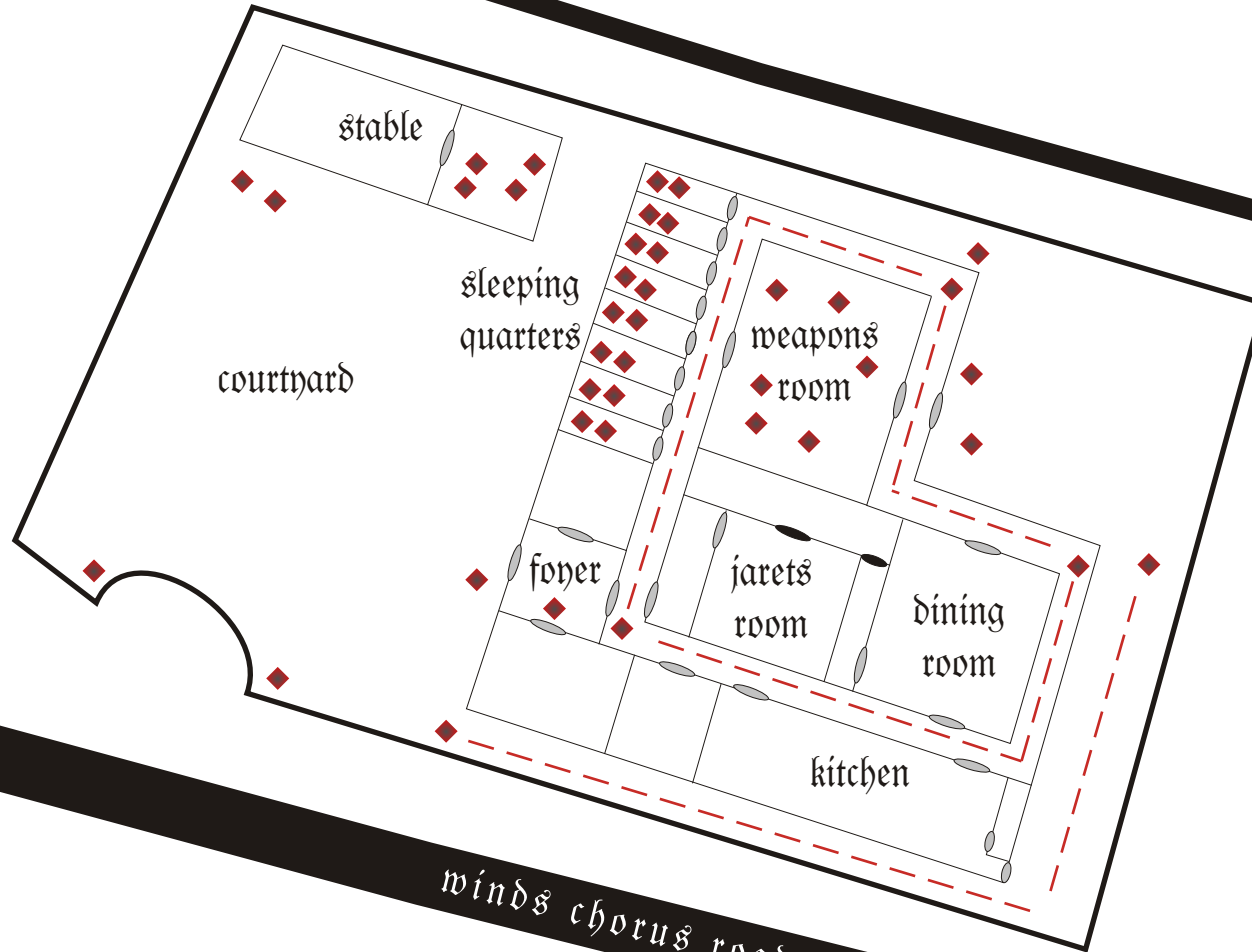 stable
sleeping
quarters
courtyard
weapons
room
foyer
jarets
room
dining
room
kitchen
winds chorus